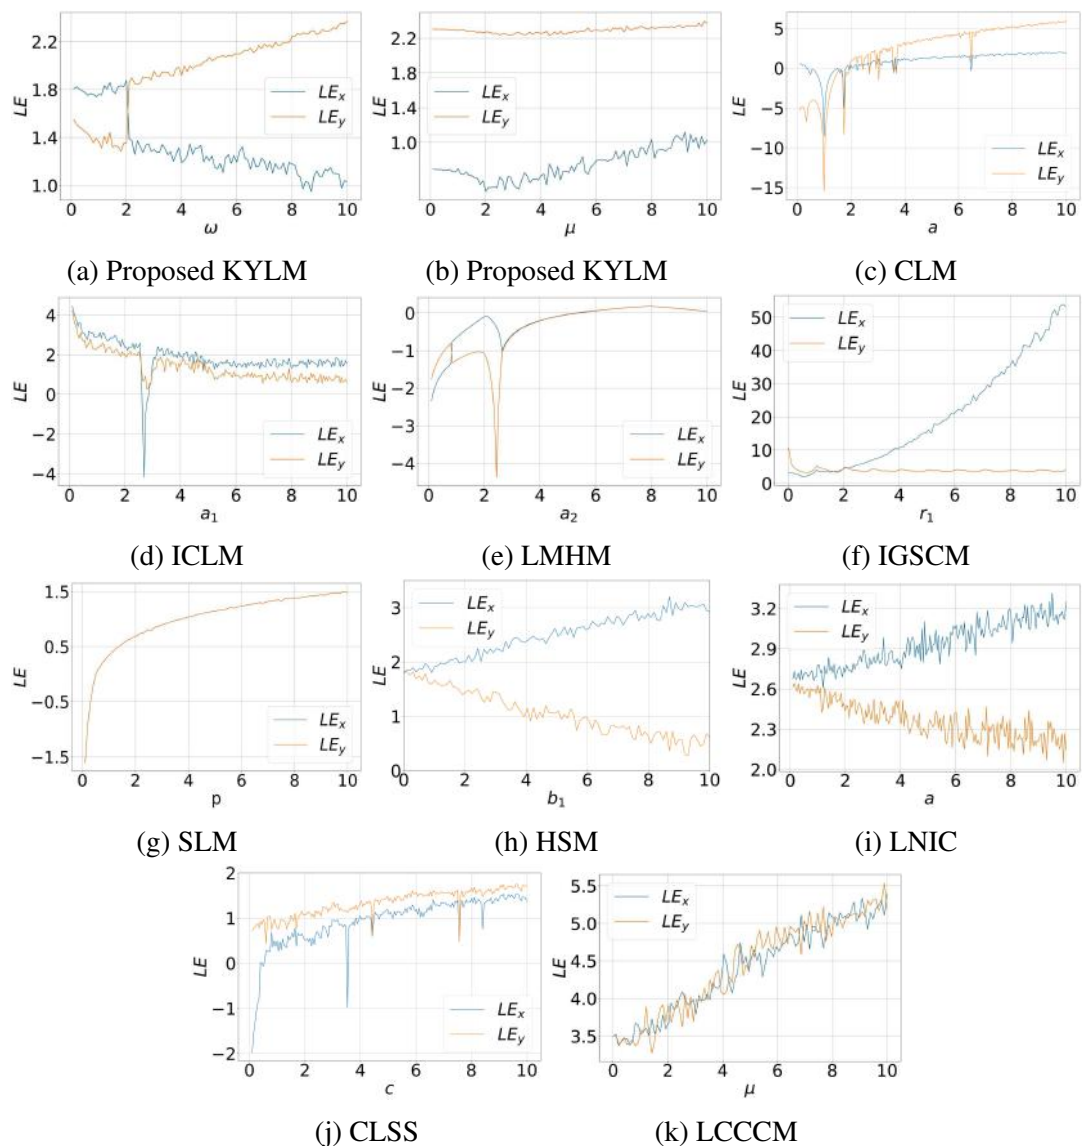 2.2
1.8
1.4
1.0
LE
LE_x
LE_y
0 2 4 6 8 10
ω
(a) Proposed KYLM
2.2
1.8
1.4
1.0
LE
LE_x
LE_y
0 2 4 6 8 10
μ
(b) Proposed KYLM
5
0
−5
−10
−15
LE
LE_x
LE_y
0 2 4 6 8 10
a
(c) CLM
4
2
0
−2
−4
LE
LE_x
LE_y
0 2 4 6 8 10
a₁
(d) ICLM
0
−1
−2
−3
−4
LE
LE_x
LE_y
0 2 4 6 8 10
a₂
(e) LMHM
50
40
30
20
10
0
LE
LE_x
LE_y
0 2 4 6 8 10
r₁
(f) IGSCM
1.5
0.5
−0.5
−1.5
LE
LE_x
LE_y
0 2 4 6 8 10
p
(g) SLM
3
2
1
0
LE
LE_x
LE_y
0 2 4 6 8 10
b₁
(h) HSM
3.2
2.9
2.6
2.3
2.0
LE
LE_x
LE_y
0 2 4 6 8 10
a
(i) LNIC
2
1
0
−1
−2
LE
LE_x
LE_y
0 2 4 6 8 10
c
(j) CLSS
5.5
5.0
4.5
4.0
3.5
LE
LE_x
LE_y
0 2 4 6 8 10
μ
(k) LCCCM